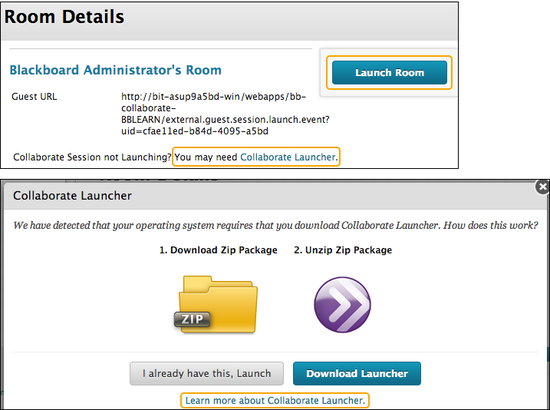 Room Details
Blackboard Administrator's Room
Launch Room
Guest URL
http://bit-asup9a5bd-win/webapps/bb-
collaborate-
BBLEARN/external.guest.session.launch.event?
uid=cfae11ed-b84d-4095-a5bd
Collaborate Session not Launching? You may need Collaborate Launcher.
Collaborate Launcher
We have detected that your operating system requires that you download Collaborate Launcher. How does this work?
1. Download Zip Package 2. Unzip Zip Package
ZIP
I already have this, Launch
Download Launcher
Learn more about Collaborate Launcher.